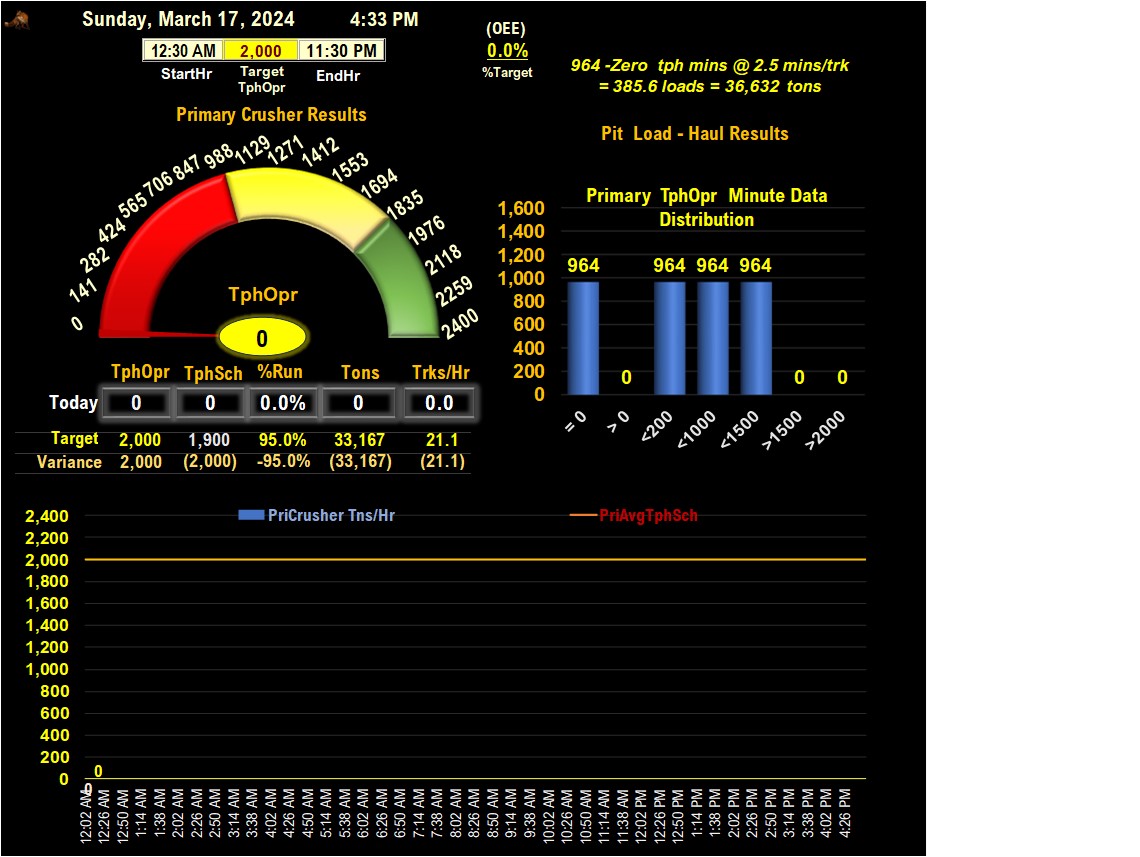 Sunday, March 17, 2024 4:33 PM
12:30 AM 2,000 11:30 PM
StartHr Target TphOpr EndHr
(OEE)
0.0%
%Target
964 -Zero tph mins @ 2.5 mins/trk
= 385.6 loads = 36,632 tons
Primary Crusher Results
Pit Load - Haul Results
0 141 282 424 565 706 847 988 1129 1271 1412 1553 1694 1835 1976 2118 2259 2400
TphOpr
0
TphOpr TphSch %Run Tons Trks/Hr
Today 0 0 0.0% 0 0.0
Target 2,000 1,900 95.0% 33,167 21.1
Variance 2,000 (2,000) -95.0% (33,167) (21.1)
Primary TphOpr Minute Data
Distribution
1,600
1,400
1,200
1,000
800
600
400
200
0
964 0 964 964 964 0 0
= 0 > 0 <200 <1000 <1500 >1500 >2000
PriCrusher Tns/Hr PriAvgTphSch
2,400
2,200
2,000
1,800
1,600
1,400
1,200
1,000
800
600
400
200
0
0
0
12:02 AM 12:26 AM 12:50 AM 1:14 AM 1:38 AM 2:02 AM 2:26 AM 2:50 AM 3:14 AM 3:38 AM 4:02 AM 4:26 AM 4:50 AM 5:14 AM 5:38 AM 6:02 AM 6:26 AM 6:50 AM 7:14 AM 7:38 AM 8:02 AM 8:26 AM 8:50 AM 9:14 AM 9:38 AM 10:02 AM 10:26 AM 10:50 AM 11:14 AM 11:38 AM 12:02 PM 12:26 PM 12:50 PM 1:14 PM 1:38 PM 2:02 PM 2:26 PM 2:50 PM 3:14 PM 3:38 PM 4:02 PM 4:26 PM